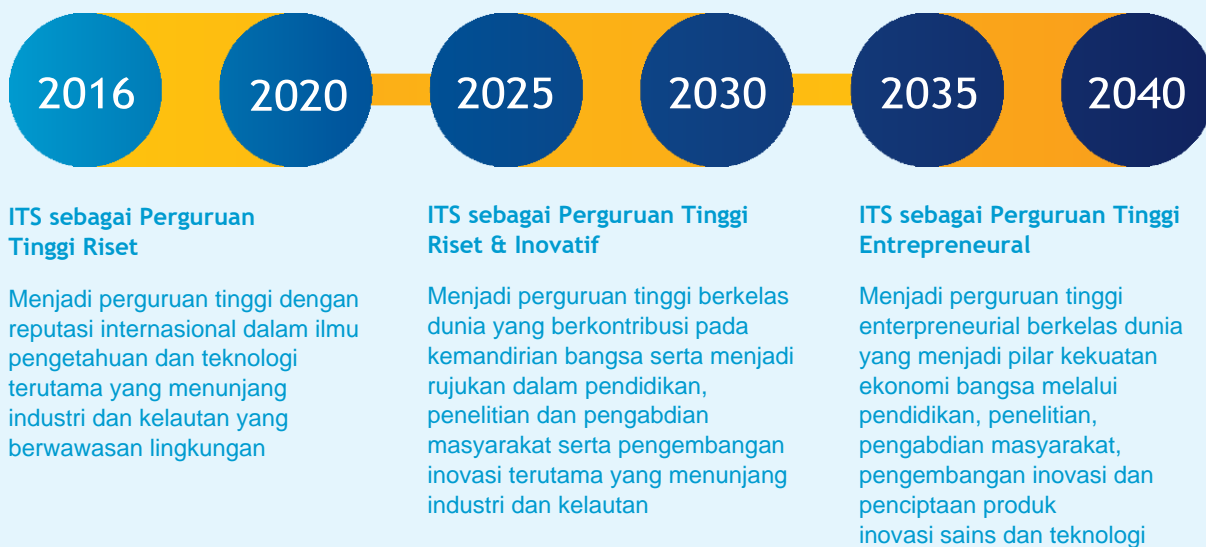 2016
2020
2025
2030
2035
2040
ITS sebagai Perguruan
Tinggi Riset
Menjadi perguruan tinggi dengan
reputasi internasional dalam ilmu
pengetahuan dan teknologi
terutama yang menunjang
industri dan kelautan yang
berwawasan lingkungan
ITS sebagai Perguruan Tinggi
Riset & Inovatif
Menjadi perguruan tinggi berkelas
dunia yang berkontribusi pada
kemandirian bangsa serta menjadi
rujukan dalam pendidikan,
penelitian dan pengabdian
masyarakat serta pengembangan
inovasi terutama yang menunjang
industri dan kelautan
ITS sebagai Perguruan Tinggi
Entrepreneural
Menjadi perguruan tinggi
enterpreneurial berkelas dunia
yang menjadi pilar kekuatan
ekonomi bangsa melalui
pendidikan, penelitian,
pengabdian masyarakat,
pengembangan inovasi dan
penciptaan produk
inovasi sains dan teknologi